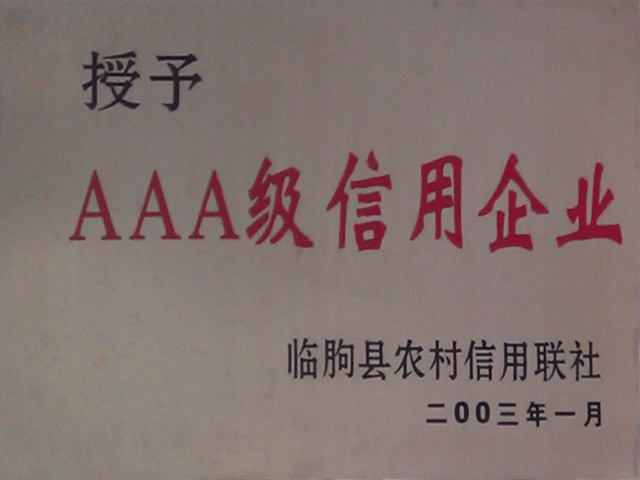 授予
AAA级信用企业
临朐县农村信用联社
二00三年一月